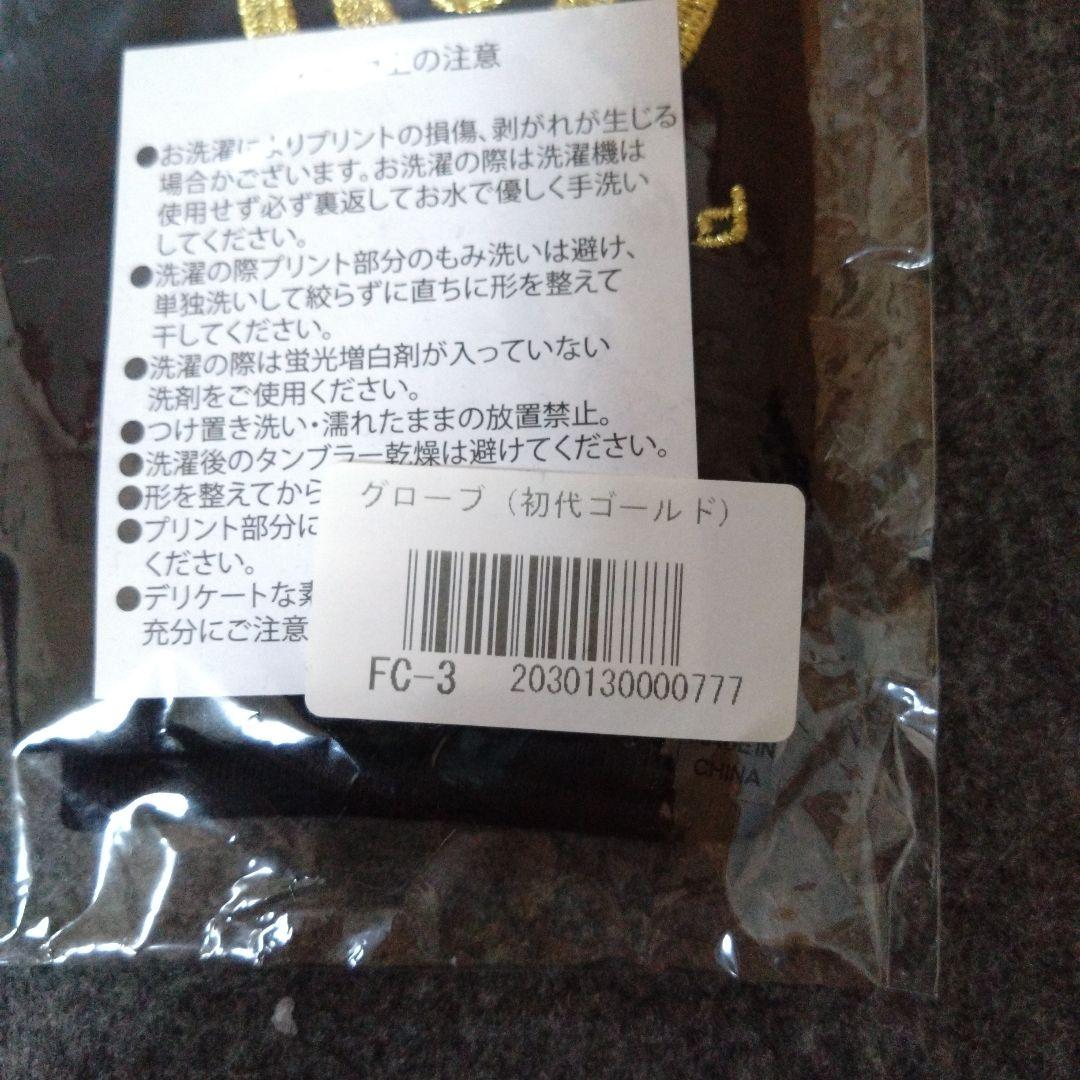 の注意
●お洗濯によりプリントの損傷、剥がれが生じる
場合がございます。お洗濯の際は洗濯機は
使用せず必ず裏返してお水で優しく手洗い
してください。
●洗濯の際プリント部分のもみ洗いは避け、
単独洗いして絞らずに直ちに形を整えて
干してください。
●洗濯の際は蛍光増白剤が入っていない
洗剤をご使用ください。
●つけ置き洗い・濡れたままの放置禁止。
●洗濯後のタンブラー乾燥は避けてください。
●形を整えてから
●プリント部分に
ください。
●デリケートな素
充分にご注意
グローブ（初代ゴールド）
FC-3 2030130000777
MADE IN
CHINA